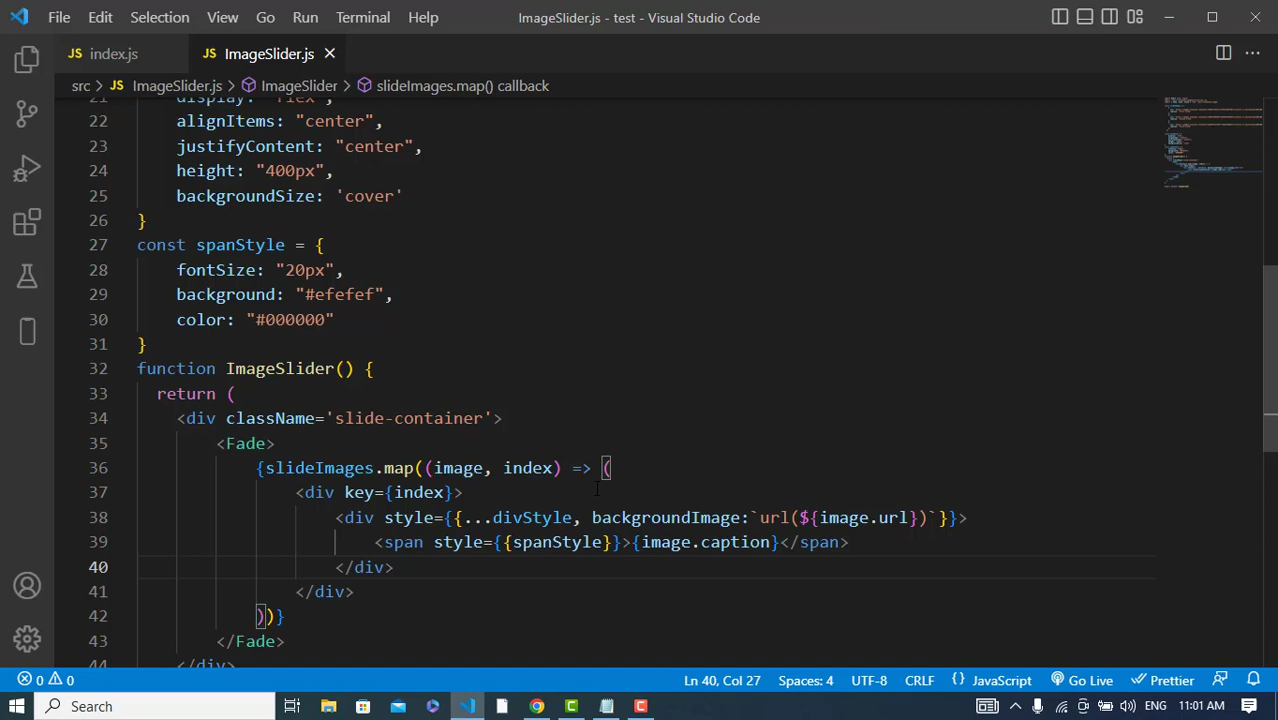 File Edit Selection View Go Run Terminal Help ImageSlider.js - test - Visual Studio Code
JS index.js JS ImageSlider.js
src > JS ImageSlider.js > ImageSlider > slideImages.map() callback
21 display: "flex",
22 alignItems: "center",
23 justifyContent: "center",
24 height: "400px",
25 backgroundSize: 'cover'
26 }
27 const spanStyle = {
28 fontSize: "20px",
29 background: "#efefef",
30 color: "#000000"
31 }
32 function ImageSlider() {
33 return (
34 <div className='slide-container'>
35 <Fade>
36 {slideImages.map((image, index) => (
37 <div key={index}>
38 <div style={{...divStyle, backgroundImage:`url(${image.url})`}}>
39 <span style={{spanStyle}}>{image.caption}</span>
40 </div>
41 </div>
42 ))}
43 </Fade>
44 </div>
0 0 Ln 40, Col 27 Spaces: 4 UTF-8 CRLF {} JavaScript Go Live Prettier
Search ENG 11:01 AM